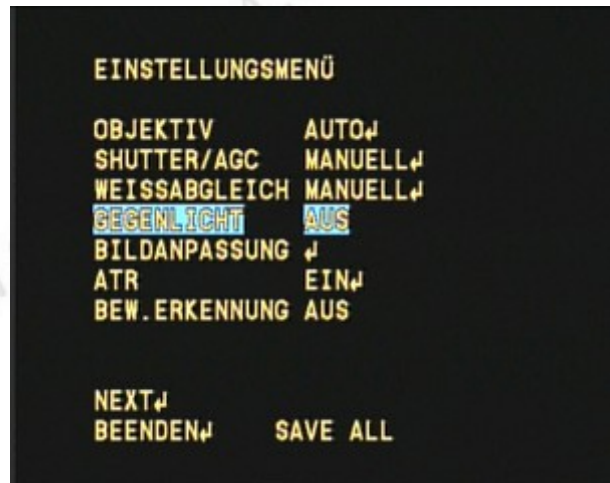 EINSTELLUNGSMENÜ
OBJEKTIV AUTO↵
SHUTTER/AGC MANUELL↵
WEISSABGLEICH MANUELL↵
GEGENLICHT AUS
BILDANPASSUNG ↵
ATR EIN↵
BEW.ERKENNUNG AUS
NEXT↵
BEENDEN↵ SAVE ALL